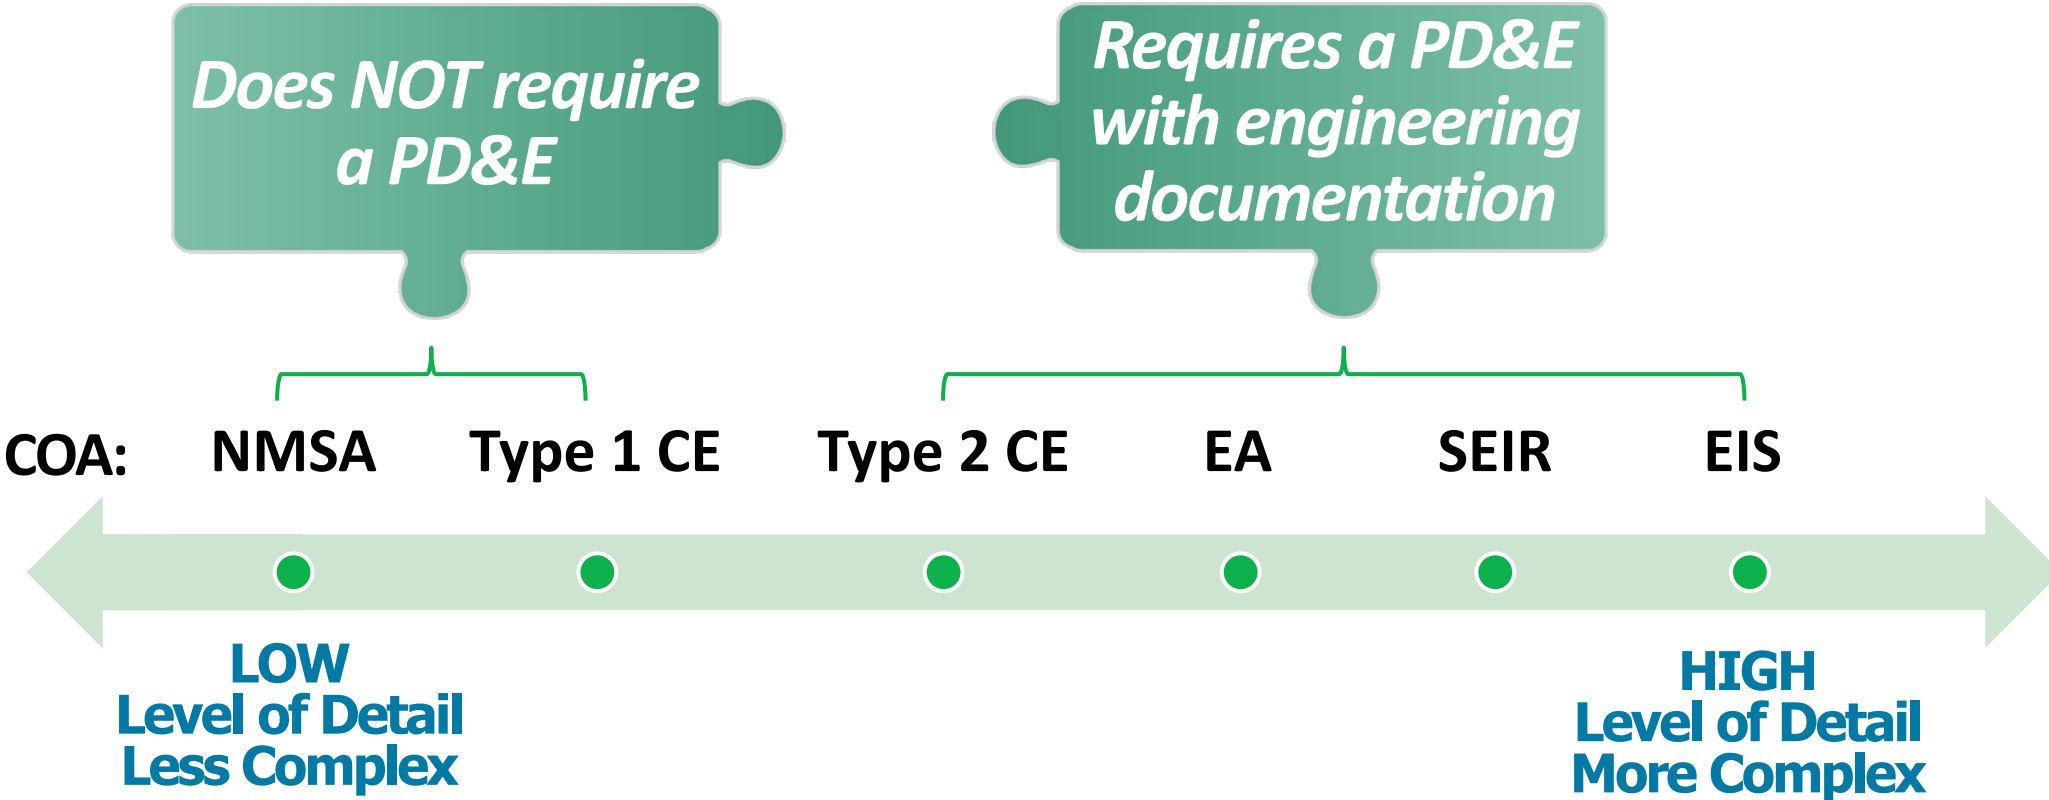 Does NOT require
a PD&E
Requires a PD&E
with engineering
documentation
COA: NMSA Type 1 CE Type 2 CE EA SEIR EIS
LOW
Level of Detail
Less Complex
HIGH
Level of Detail
More Complex